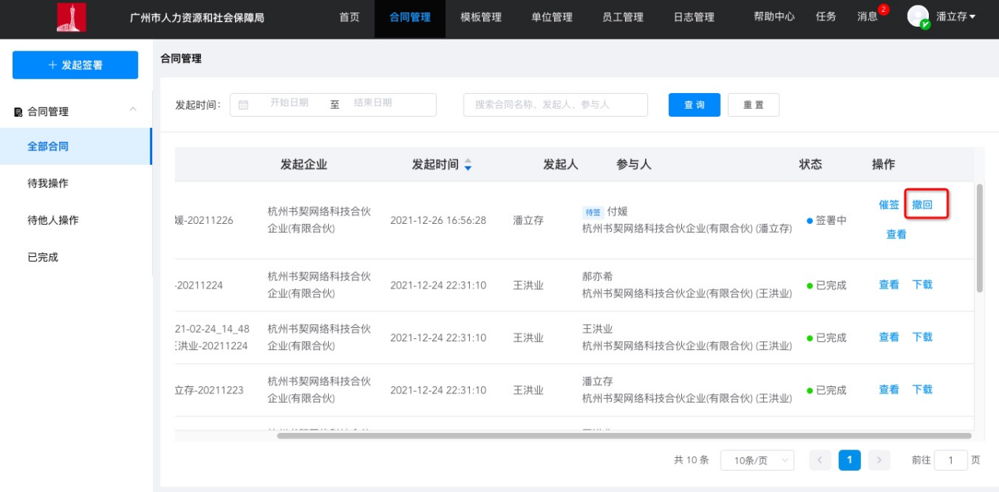 广州市人力资源和社会保障局
首页
合同管理
模板管理
单位管理
员工管理
日志管理
帮助中心
任务
消息
2
潘立存
+ 发起签署
合同管理
全部合同
待我操作
待他人操作
已完成
合同管理
发起时间：
开始日期
至
结束日期
搜索合同名称、发起人、参与人
查 询
重 置
发起企业
发起时间
发起人
参与人
状态
操作
媛-20211226
杭州书契网络科技合伙
企业(有限合伙)
2021-12-26 16:56:28
潘立存
待签 付媛
杭州书契网络科技合伙企业(有限合伙) (潘立存)
签署中
催签
撤回
查看
-20211224
杭州书契网络科技合伙
企业(有限合伙)
2021-12-24 22:31:10
王洪业
郝亦希
杭州书契网络科技合伙企业(有限合伙) (王洪业)
已完成
查看
下载
21-02-24_14_48
洪业-20211224
杭州书契网络科技合伙
企业(有限合伙)
2021-12-24 22:31:10
王洪业
王洪业
杭州书契网络科技合伙企业(有限合伙) (王洪业)
已完成
查看
下载
立存-20211223
杭州书契网络科技合伙
企业(有限合伙)
2021-12-24 22:31:10
王洪业
潘立存
杭州书契网络科技合伙企业(有限合伙) (王洪业)
已完成
查看
下载
共 10 条
10条/页
1
前往
1
页